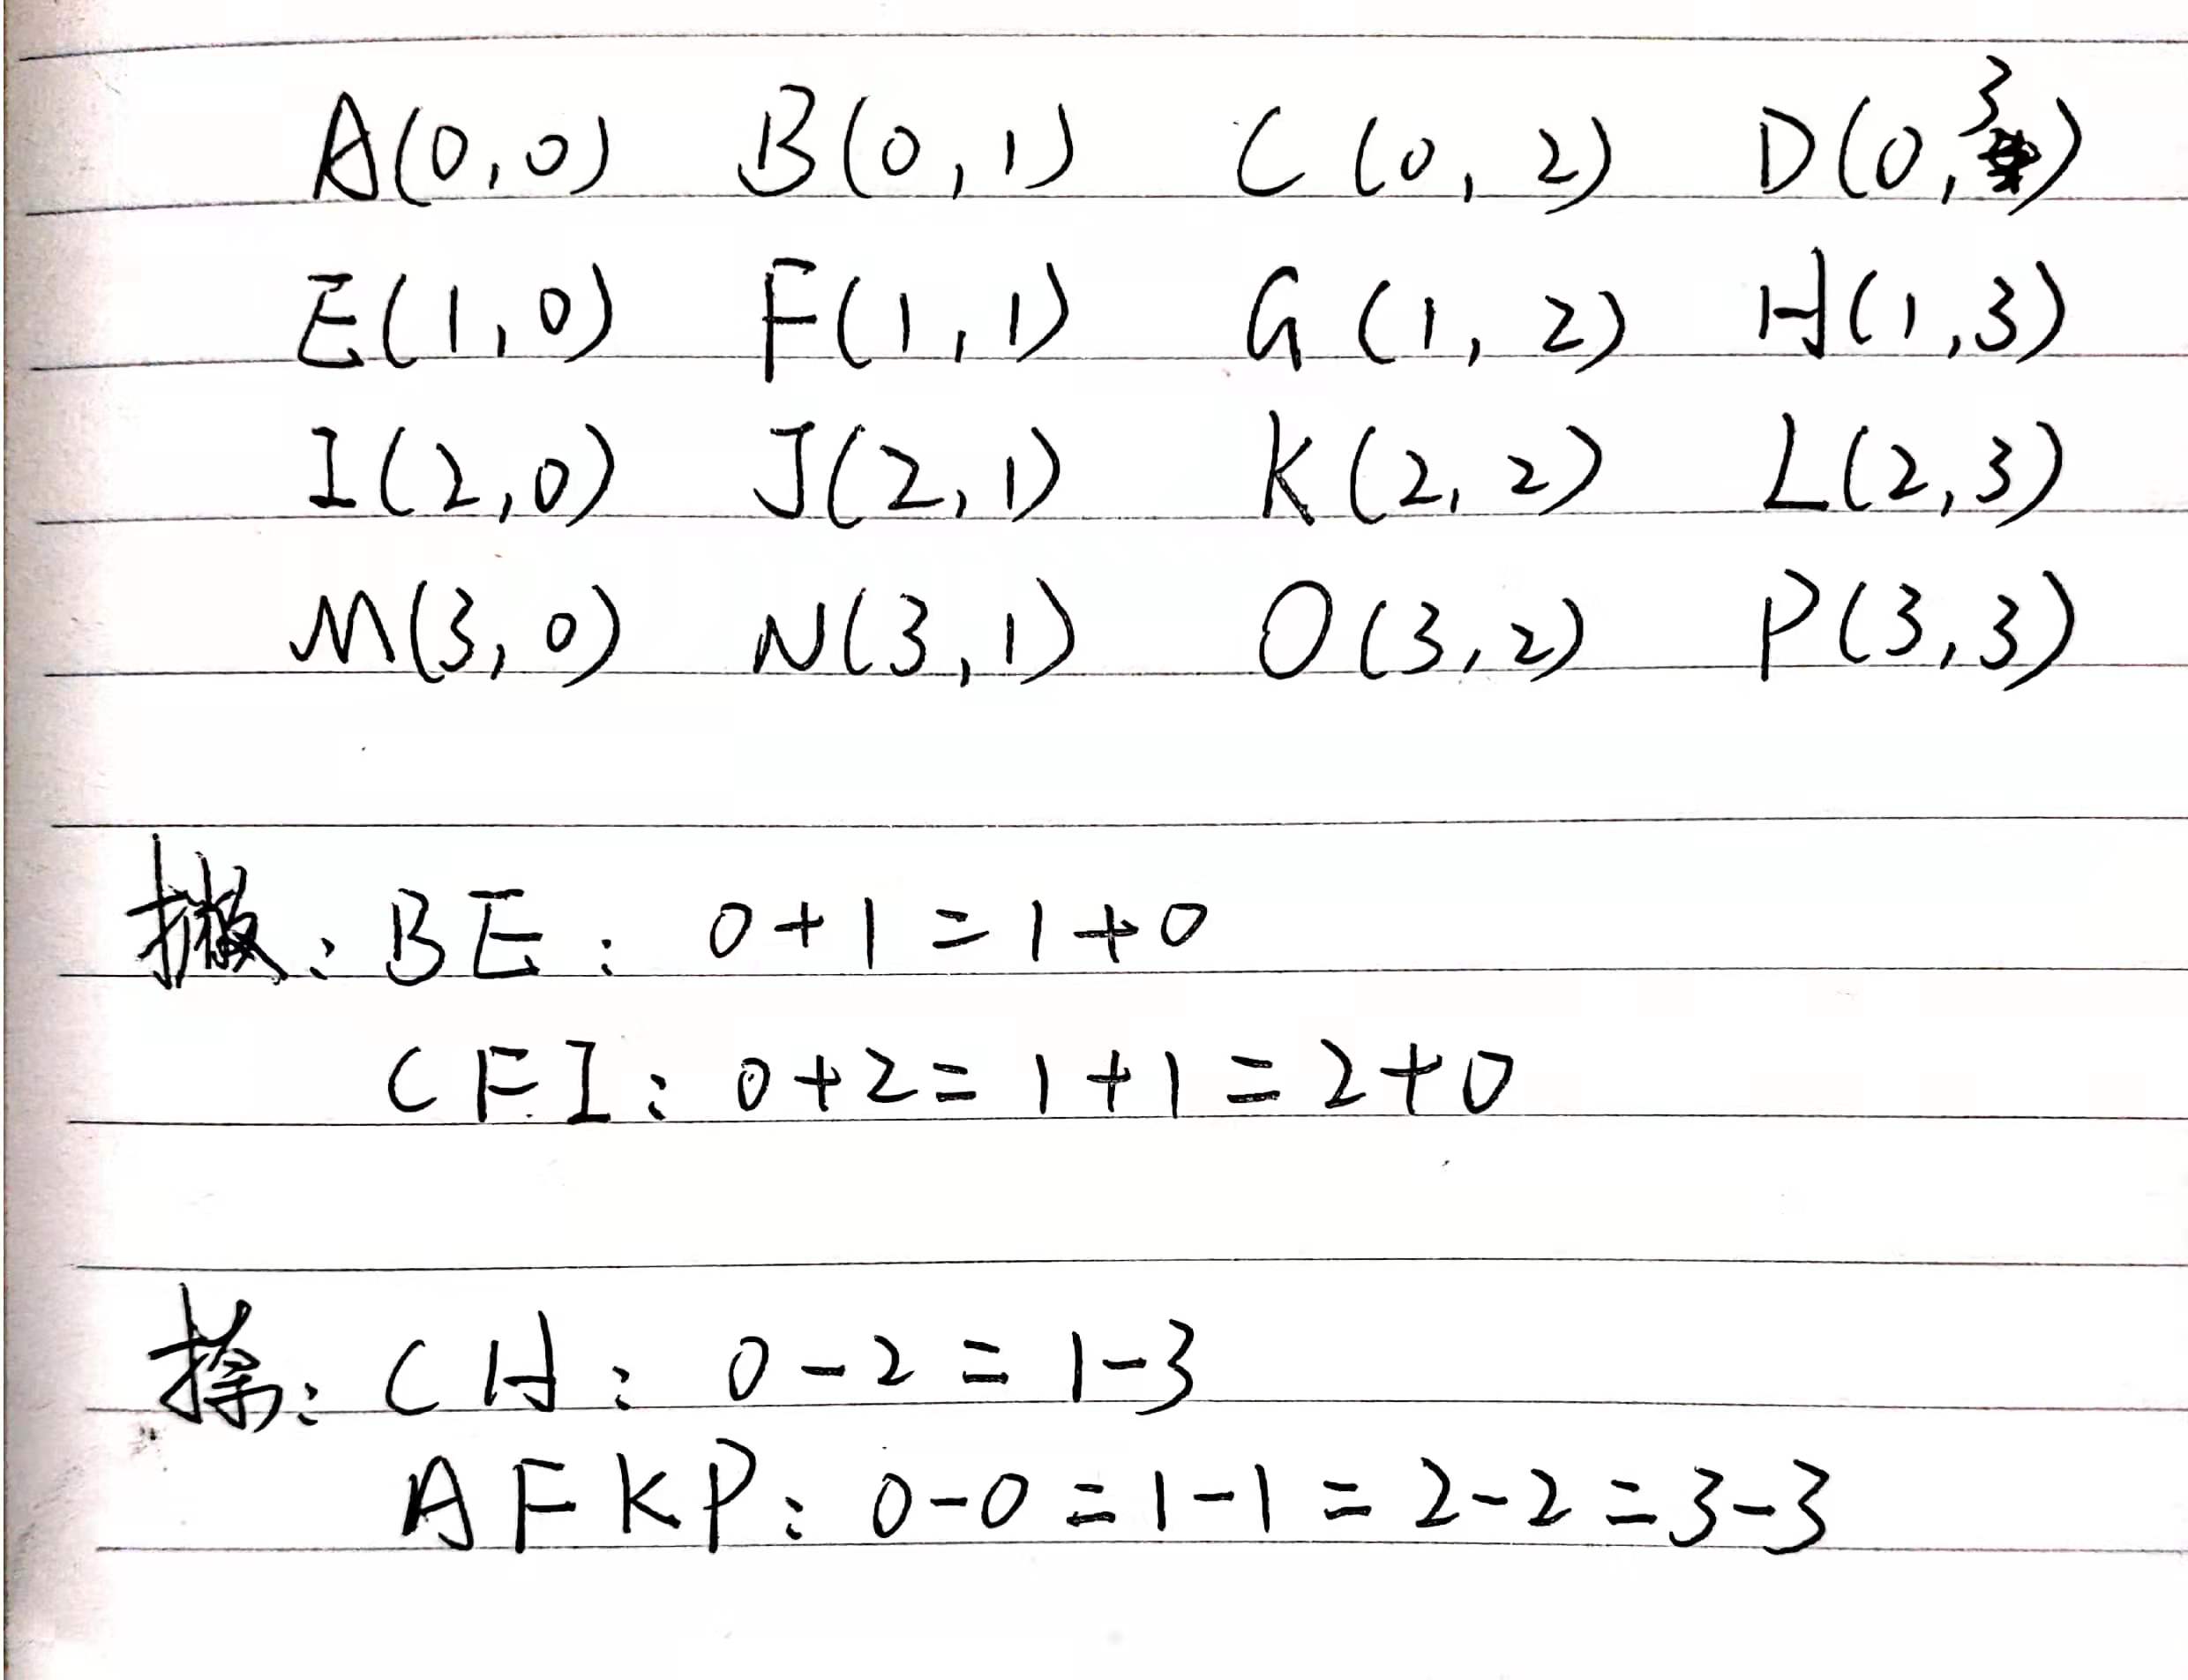 A(0,0) B(0,1) C(0,2) D(0,3)
E(1,0) F(1,1) G(1,2) H(1,3)
I(2,0) J(2,1) K(2,2) L(2,3)
M(3,0) N(3,1) O(3,2) P(3,3)
撇: BE: 0+1=1+0
CFI: 0+2=1+1=2+0
捺: CH: 0-2=1-3
AFKP: 0-0=1-1=2-2=3-3